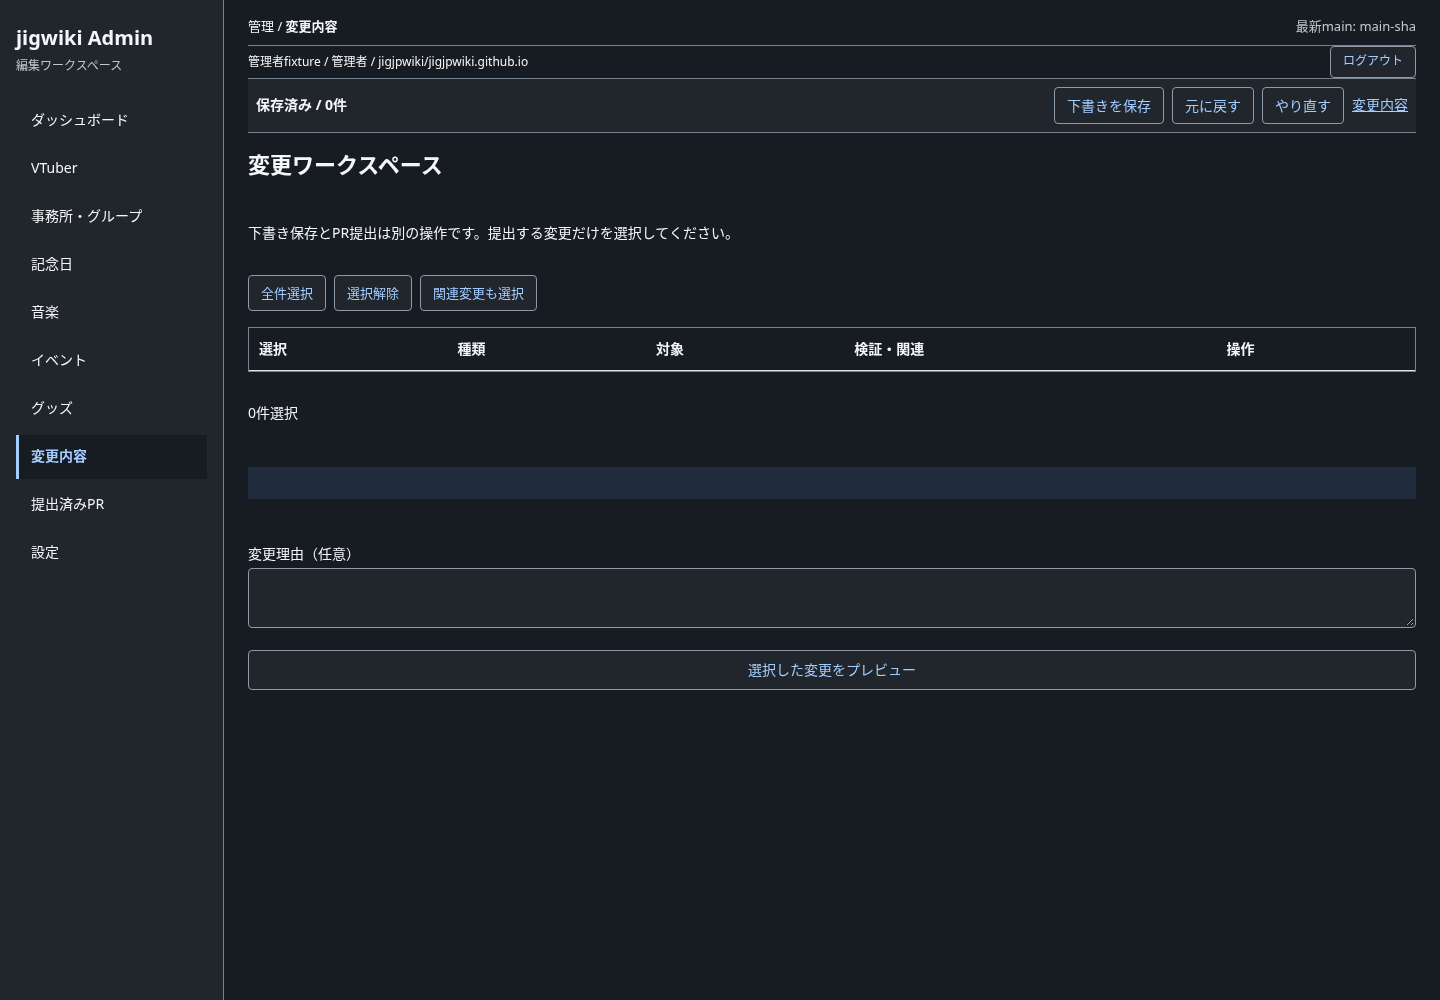 jigwiki Admin
編集ワークスペース
ダッシュボード
VTuber
事務所・グループ
記念日
音楽
イベント
グッズ
変更内容
提出済みPR
設定
管理 / 変更内容
最新main: main-sha
管理者fixture / 管理者 / jigjpwiki/jigjpwiki.github.io
ログアウト
保存済み / 0件
下書きを保存
元に戻す
やり直す
変更内容
変更ワークスペース
下書き保存とPR提出は別の操作です。提出する変更だけを選択してください。
全件選択
選択解除
関連変更も選択
選択 種類 対象 検証・関連 操作
0件選択
変更理由（任意）
選択した変更をプレビュー